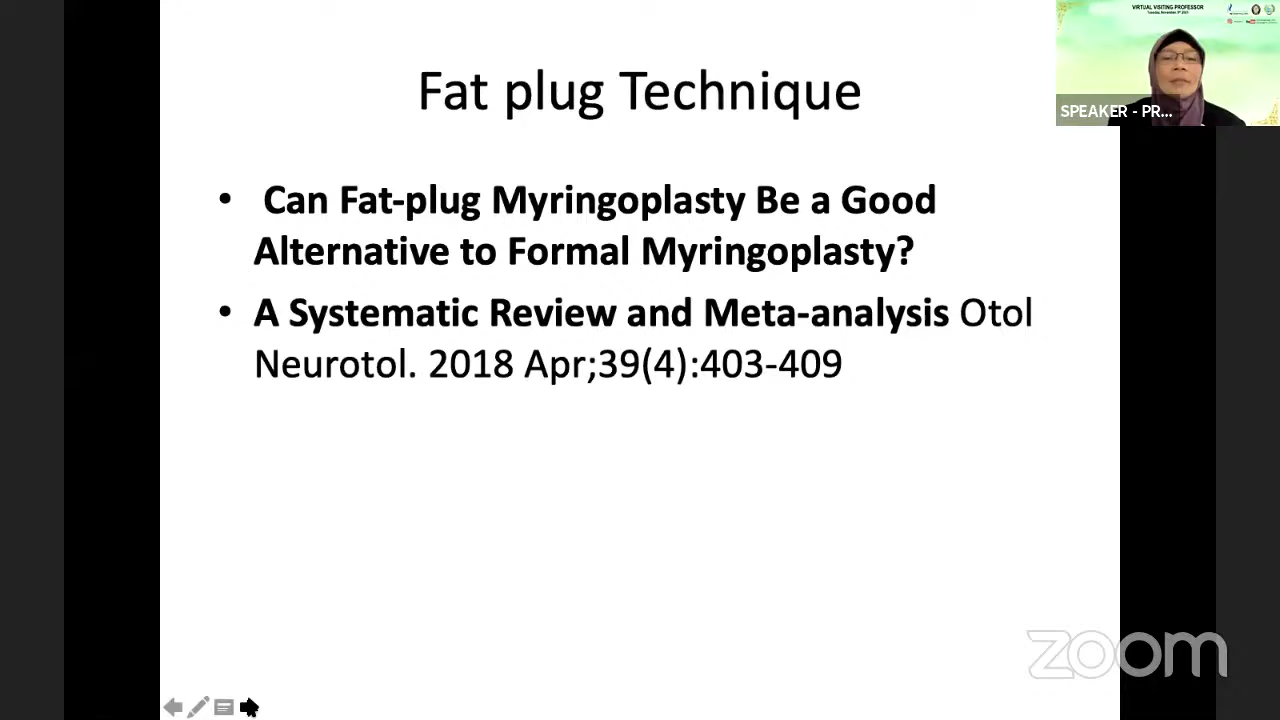 Fat plug Technique
• Can Fat-plug Myringoplasty Be a Good
Alternative to Formal Myringoplasty?
• A Systematic Review and Meta-analysis Otol
Neurotol. 2018 Apr;39(4):403-409
VIRTUAL VISITING PROFESSOR
SPEAKER - PR...
zoom